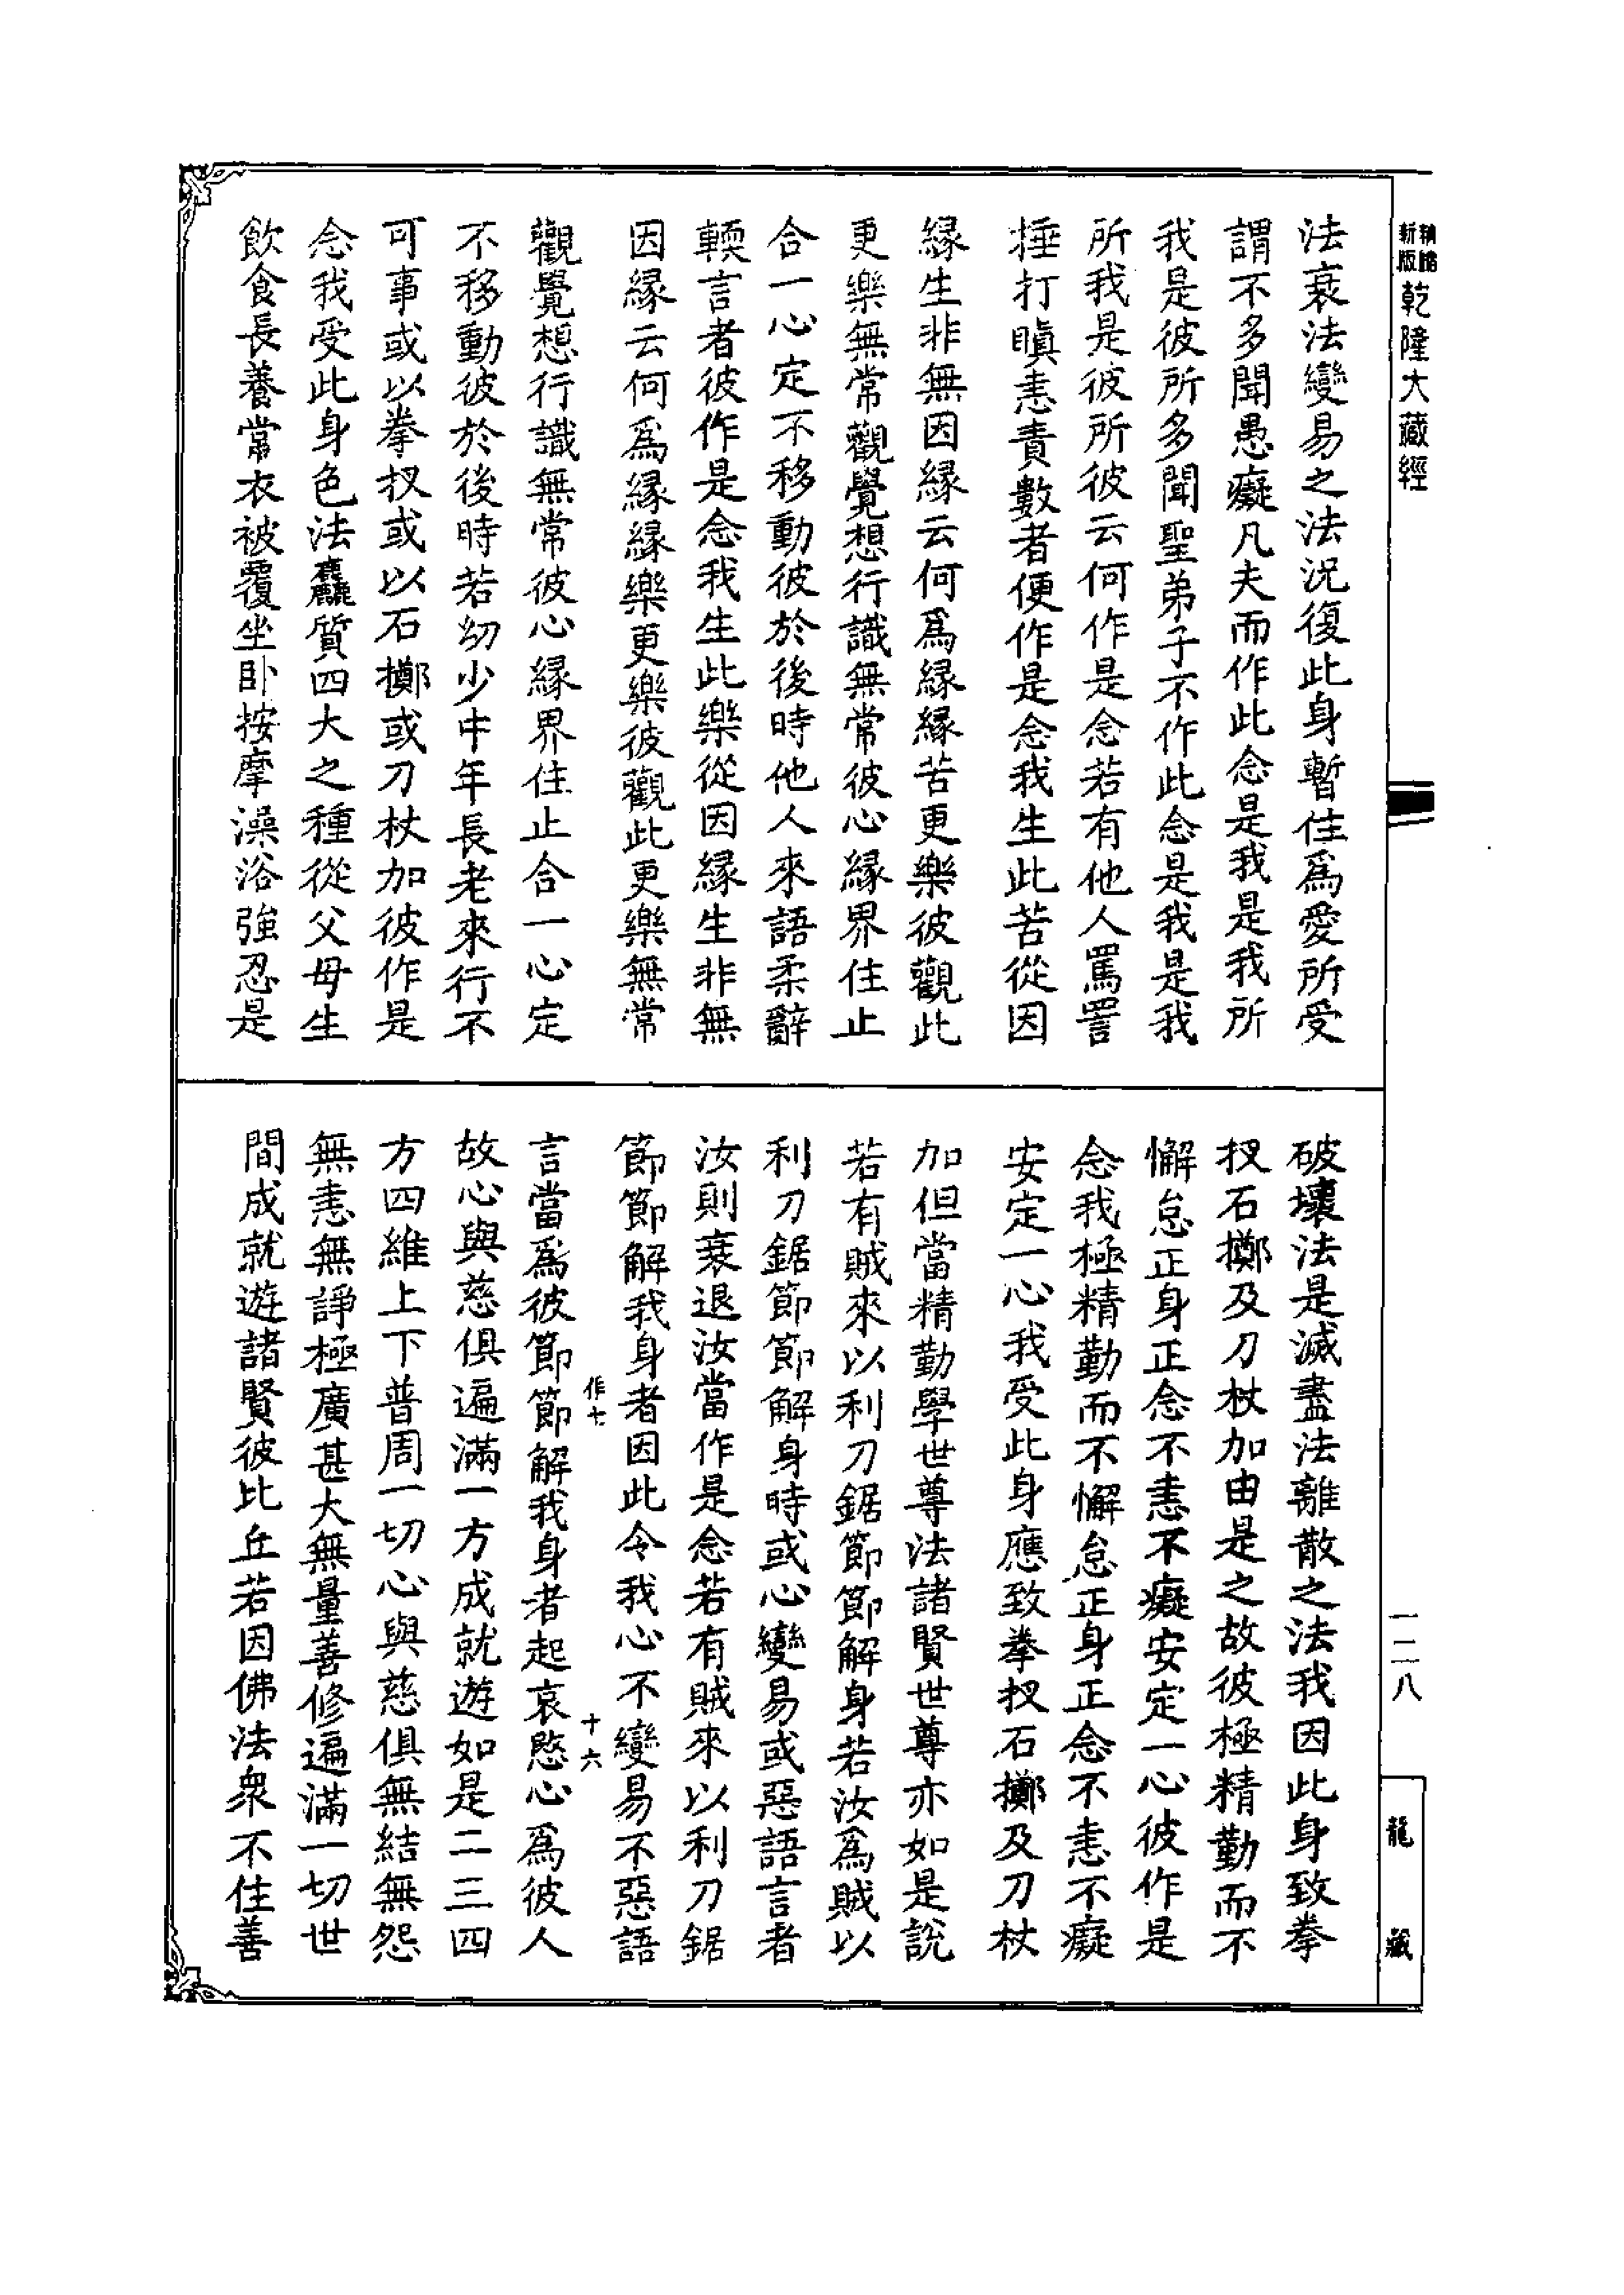 新版
乾隆大藏經
法衰法變易之法況復此身暫住爲愛所受
謂不多聞愚癡凡夫而作此念是我是我所
我是彼所多聞聖弟子不作此念是我是我
所我是彼所彼云何作是念若有他人罵詈
捶打瞋恚責數者便作是念我生此苦從因
緣生非無因緣云何爲緣緣苦更樂彼觀此
更樂無常觀覺想行識無常彼心緣界住止
合一心定不移動彼於後時他人來語柔辭
輭言者彼作是念我生此樂從因緣生非無
因緣云何爲緣緣樂更樂彼觀此更樂無常
觀覺想行識無常彼心緣界住止合一心定
不移動彼於後時若幼少中年長老來行不
可事或以拳扠或以石擲或刀杖加彼作是
念我受此身色法麤質四大之種從父母生
飲食長養常衣被覆坐卧按摩澡浴強忍是
破壞法是滅盡法離散之法我因此身致拳
扠石擲及刀杖加由是之故彼極精勤而不
懈怠正身正念不恚不癡安定一心彼作是
念我極精勤而不懈怠正身正念不恚不癡
安定一心我受此身應致拳扠石擲及刀杖
加但當精勤學世尊法諸賢世尊亦如是說
若有賊來以利刀鋸節節解身若汝爲賊以
利刀鋸節節解身時或心變易或惡語言者
汝則衰退汝當作是念若有賊來以利刀鋸
節節解我身者因此令我心不變易不惡語
作七
十六
言當爲彼節節解我身者起哀愍心爲彼人
故心與慈俱遍滿一方成就遊如是二三四
方四維上下普周一切心與慈俱無結無怨
無恚無諍極廣甚大無量善修遍滿一切世
間成就遊諸賢彼比丘若因佛法衆不住善
一二八
龍藏